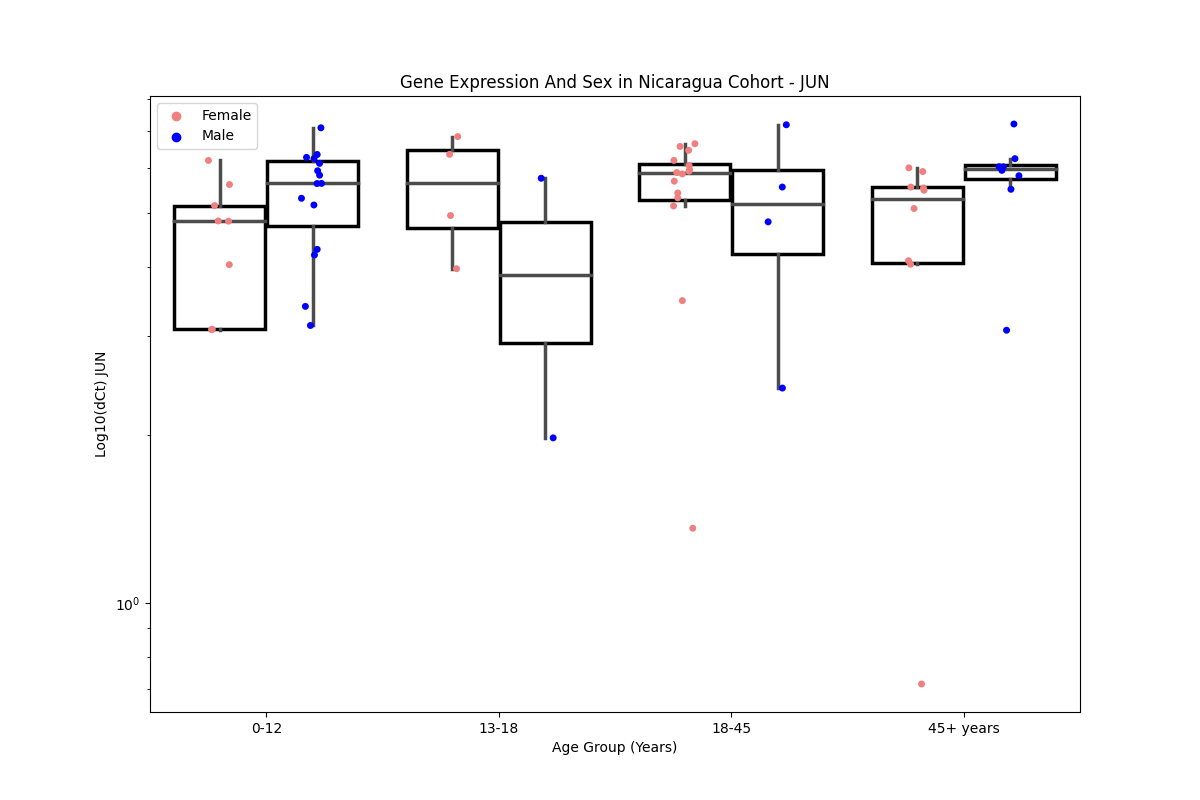 Gene Expression And Sex in Nicaragua Cohort - JUN
Female
Male
Log10(dCt) JUN
10⁰
0-12
13-18
18-45
45+ years
Age Group (Years)